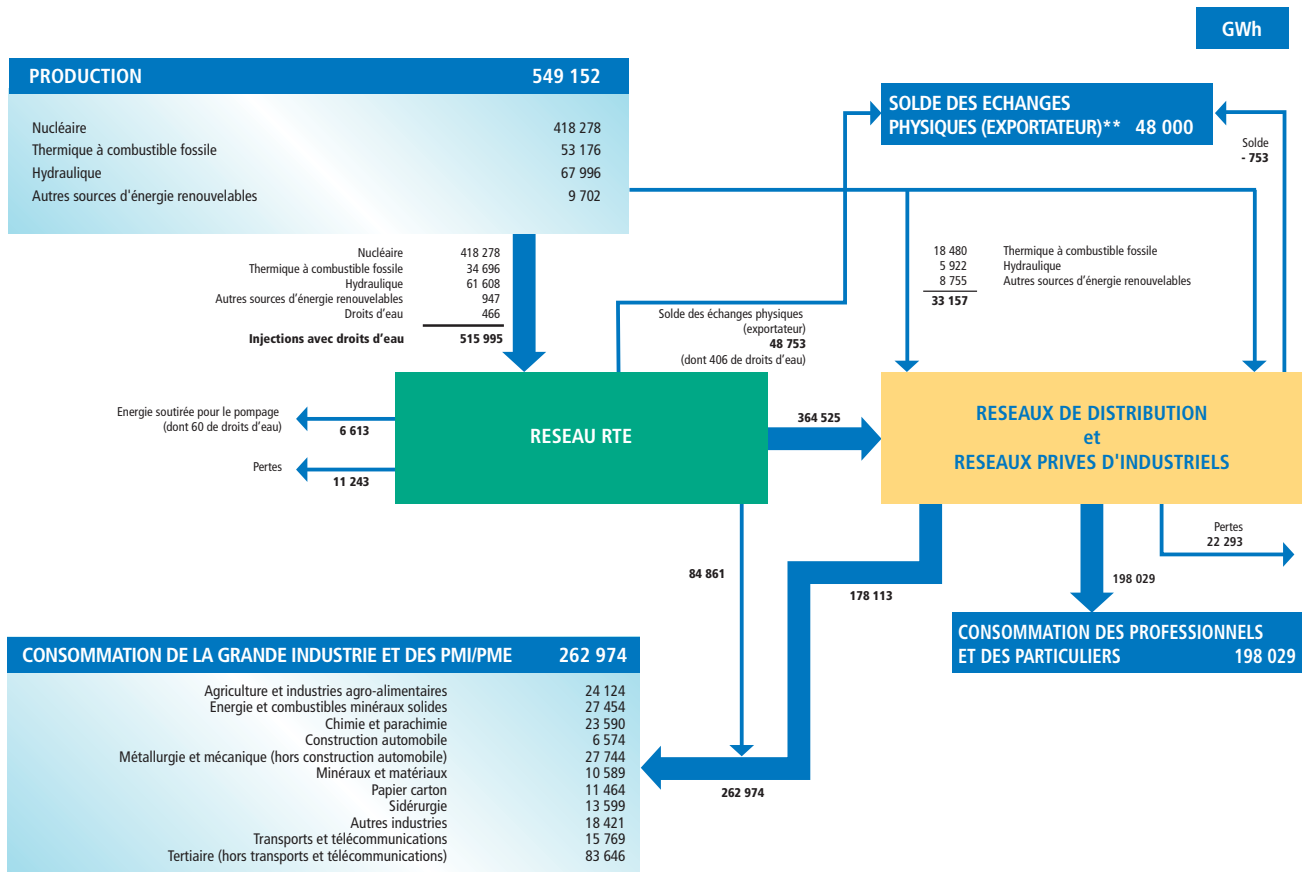 GWh
PRODUCTION 549 152
Nucléaire 418 278
Thermique à combustible fossile 53 176
Hydraulique 67 996
Autres sources d'énergie renouvelables 9 702
SOLDE DES ECHANGES
PHYSIQUES (EXPORTATEUR)** 48 000
Solde
- 753
Nucléaire 418 278
Thermique à combustible fossile 34 696
Hydraulique 61 608
Autres sources d'énergie renouvelables 947
Droits d'eau 466
Injections avec droits d'eau 515 995
Solde des échanges physiques
(exportateur)
48 753
(dont 406 de droits d'eau)
18 480 Thermique à combustible fossile
5 922 Hydraulique
8 755 Autres sources d'énergie renouvelables
33 157
Energie soutirée pour le pompage
(dont 60 de droits d'eau)
6 613
Pertes
11 243
RESEAU RTE
364 525
RESEAUX DE DISTRIBUTION
et
RESEAUX PRIVES D'INDUSTRIELS
84 861
178 113
198 029
Pertes
22 293
CONSOMMATION DES PROFESSIONNELS
ET DES PARTICULIERS 198 029
CONSOMMATION DE LA GRANDE INDUSTRIE ET DES PMI/PME 262 974
Agriculture et industries agro-alimentaires 24 124
Energie et combustibles minéraux solides 27 454
Chimie et parachimie 23 590
Construction automobile 6 574
Métallurgie et mécanique (hors construction automobile) 27 744
Minéraux et matériaux 10 589
Papier carton 11 464
Sidérurgie 13 599
Autres industries 18 421
Transports et télécommunications 15 769
Tertiaire (hors transports et télécommunications) 83 646
262 974